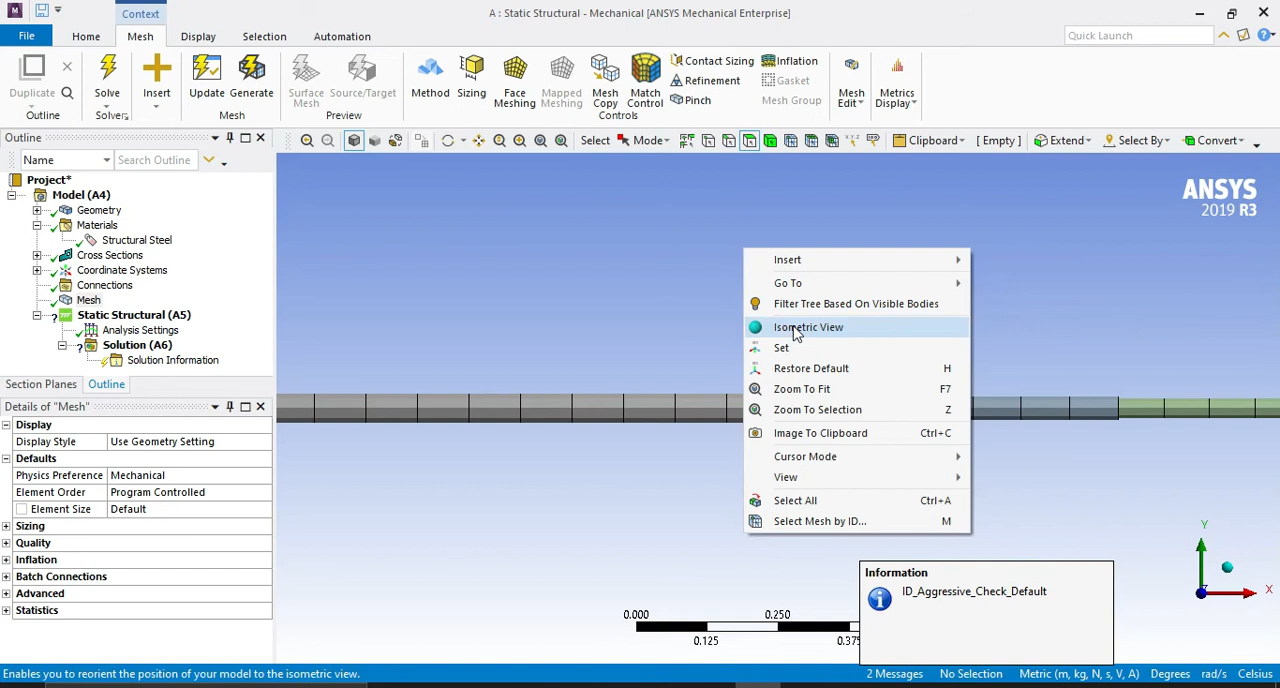 Context
A : Static Structural - Mechanical [ANSYS Mechanical Enterprise]
File
Home
Mesh
Display
Selection
Automation
Quick Launch
Duplicate
Outline
Solve
Solver
Insert
Insert
Update
Generate
Mesh
Surface
Mesh
Source/Target
Preview
Method
Sizing
Face
Meshing
Mapped
Meshing
Mesh
Copy
Match
Control
Contact Sizing
Refinement
Pinch
Inflation
Gasket
Mesh Group
Controls
Mesh
Edit
Metrics
Display
Outline
Name
Search Outline
Select
Mode
Clipboard
[ Empty ]
Extend
Select By
Convert
Project*
Model (A4)
Geometry
Materials
Structural Steel
Cross Sections
Coordinate Systems
Connections
Mesh
Static Structural (A5)
Analysis Settings
Solution (A6)
Solution Information
Section Planes
Outline
Details of "Mesh"
Display
Display Style Use Geometry Setting
Defaults
Physics Preference Mechanical
Element Order Program Controlled
Element Size Default
Sizing
Quality
Inflation
Batch Connections
Advanced
Statistics
ANSYS
2019 R3
Insert
Go To
Filter Tree Based On Visible Bodies
Isometric View
Set
Restore Default H
Zoom To Fit F7
Zoom To Selection Z
Image To Clipboard Ctrl+C
Cursor Mode
View
Select All Ctrl+A
Select Mesh by ID... M
Information
ID_Aggressive_Check_Default
0.000
0.250
0.125
0.375
Y
X
Enables you to reorient the position of your model to the isometric view.
2 Messages
No Selection
Metric (m, kg, N, s, V, A)
Degrees
rad/s
Celsius